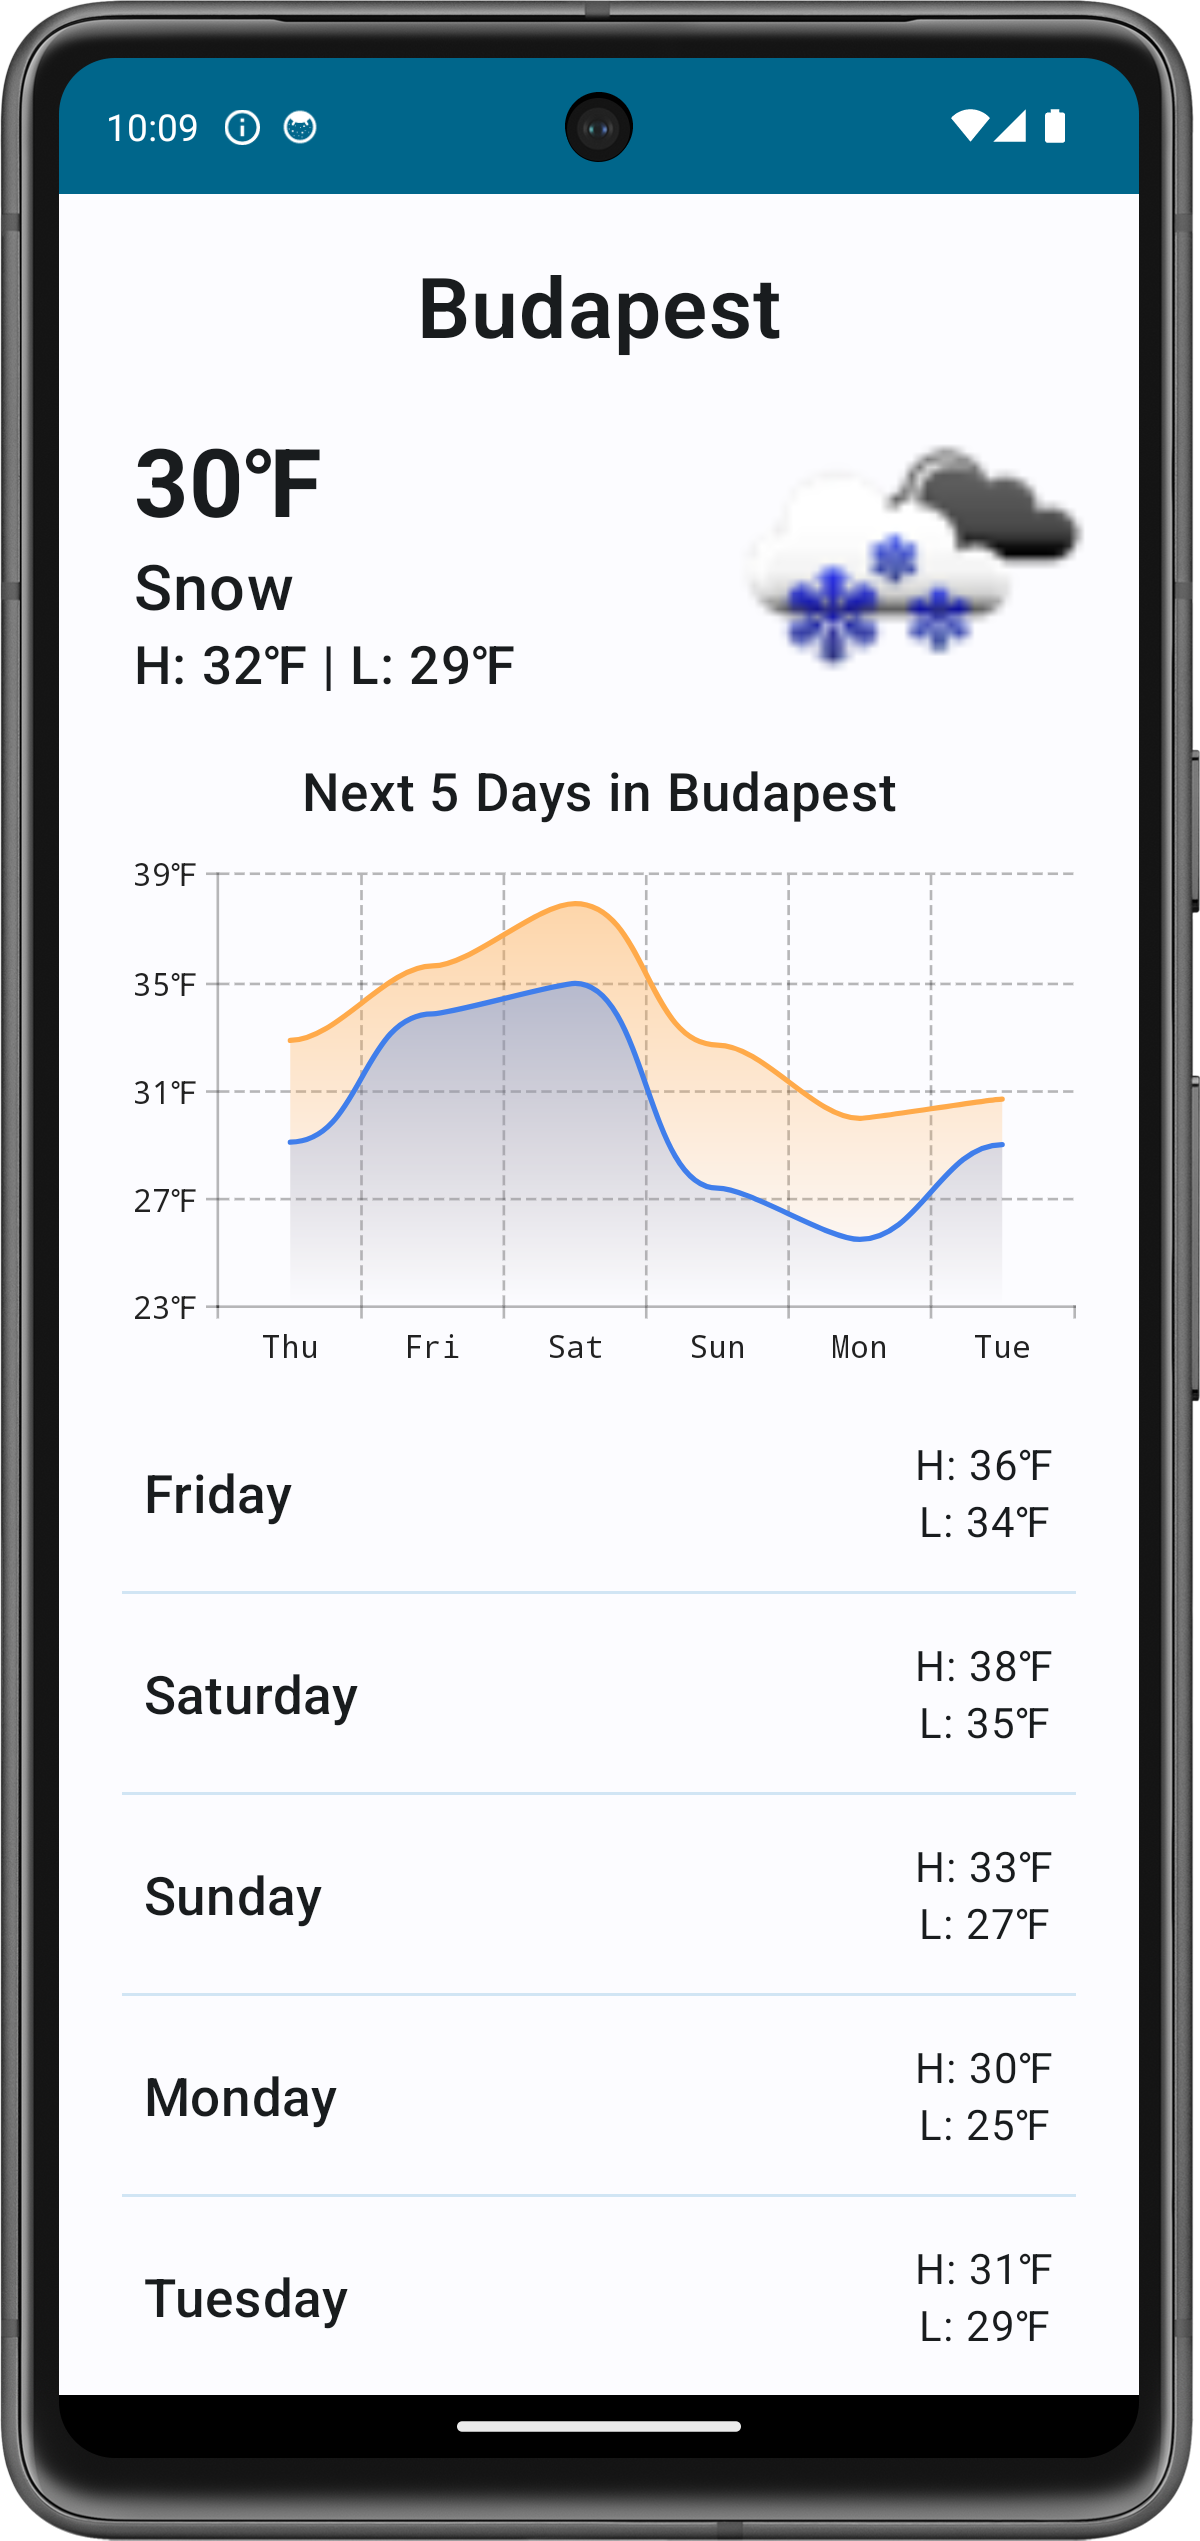 10:09
Budapest
30°F
Snow
H: 32°F | L: 29°F
Next 5 Days in Budapest
39°F
35°F
31°F
27°F
23°F
Thu Fri Sat Sun Mon Tue
Friday
H: 36°F
L: 34°F
Saturday
H: 38°F
L: 35°F
Sunday
H: 33°F
L: 27°F
Monday
H: 30°F
L: 25°F
Tuesday
H: 31°F
L: 29°F